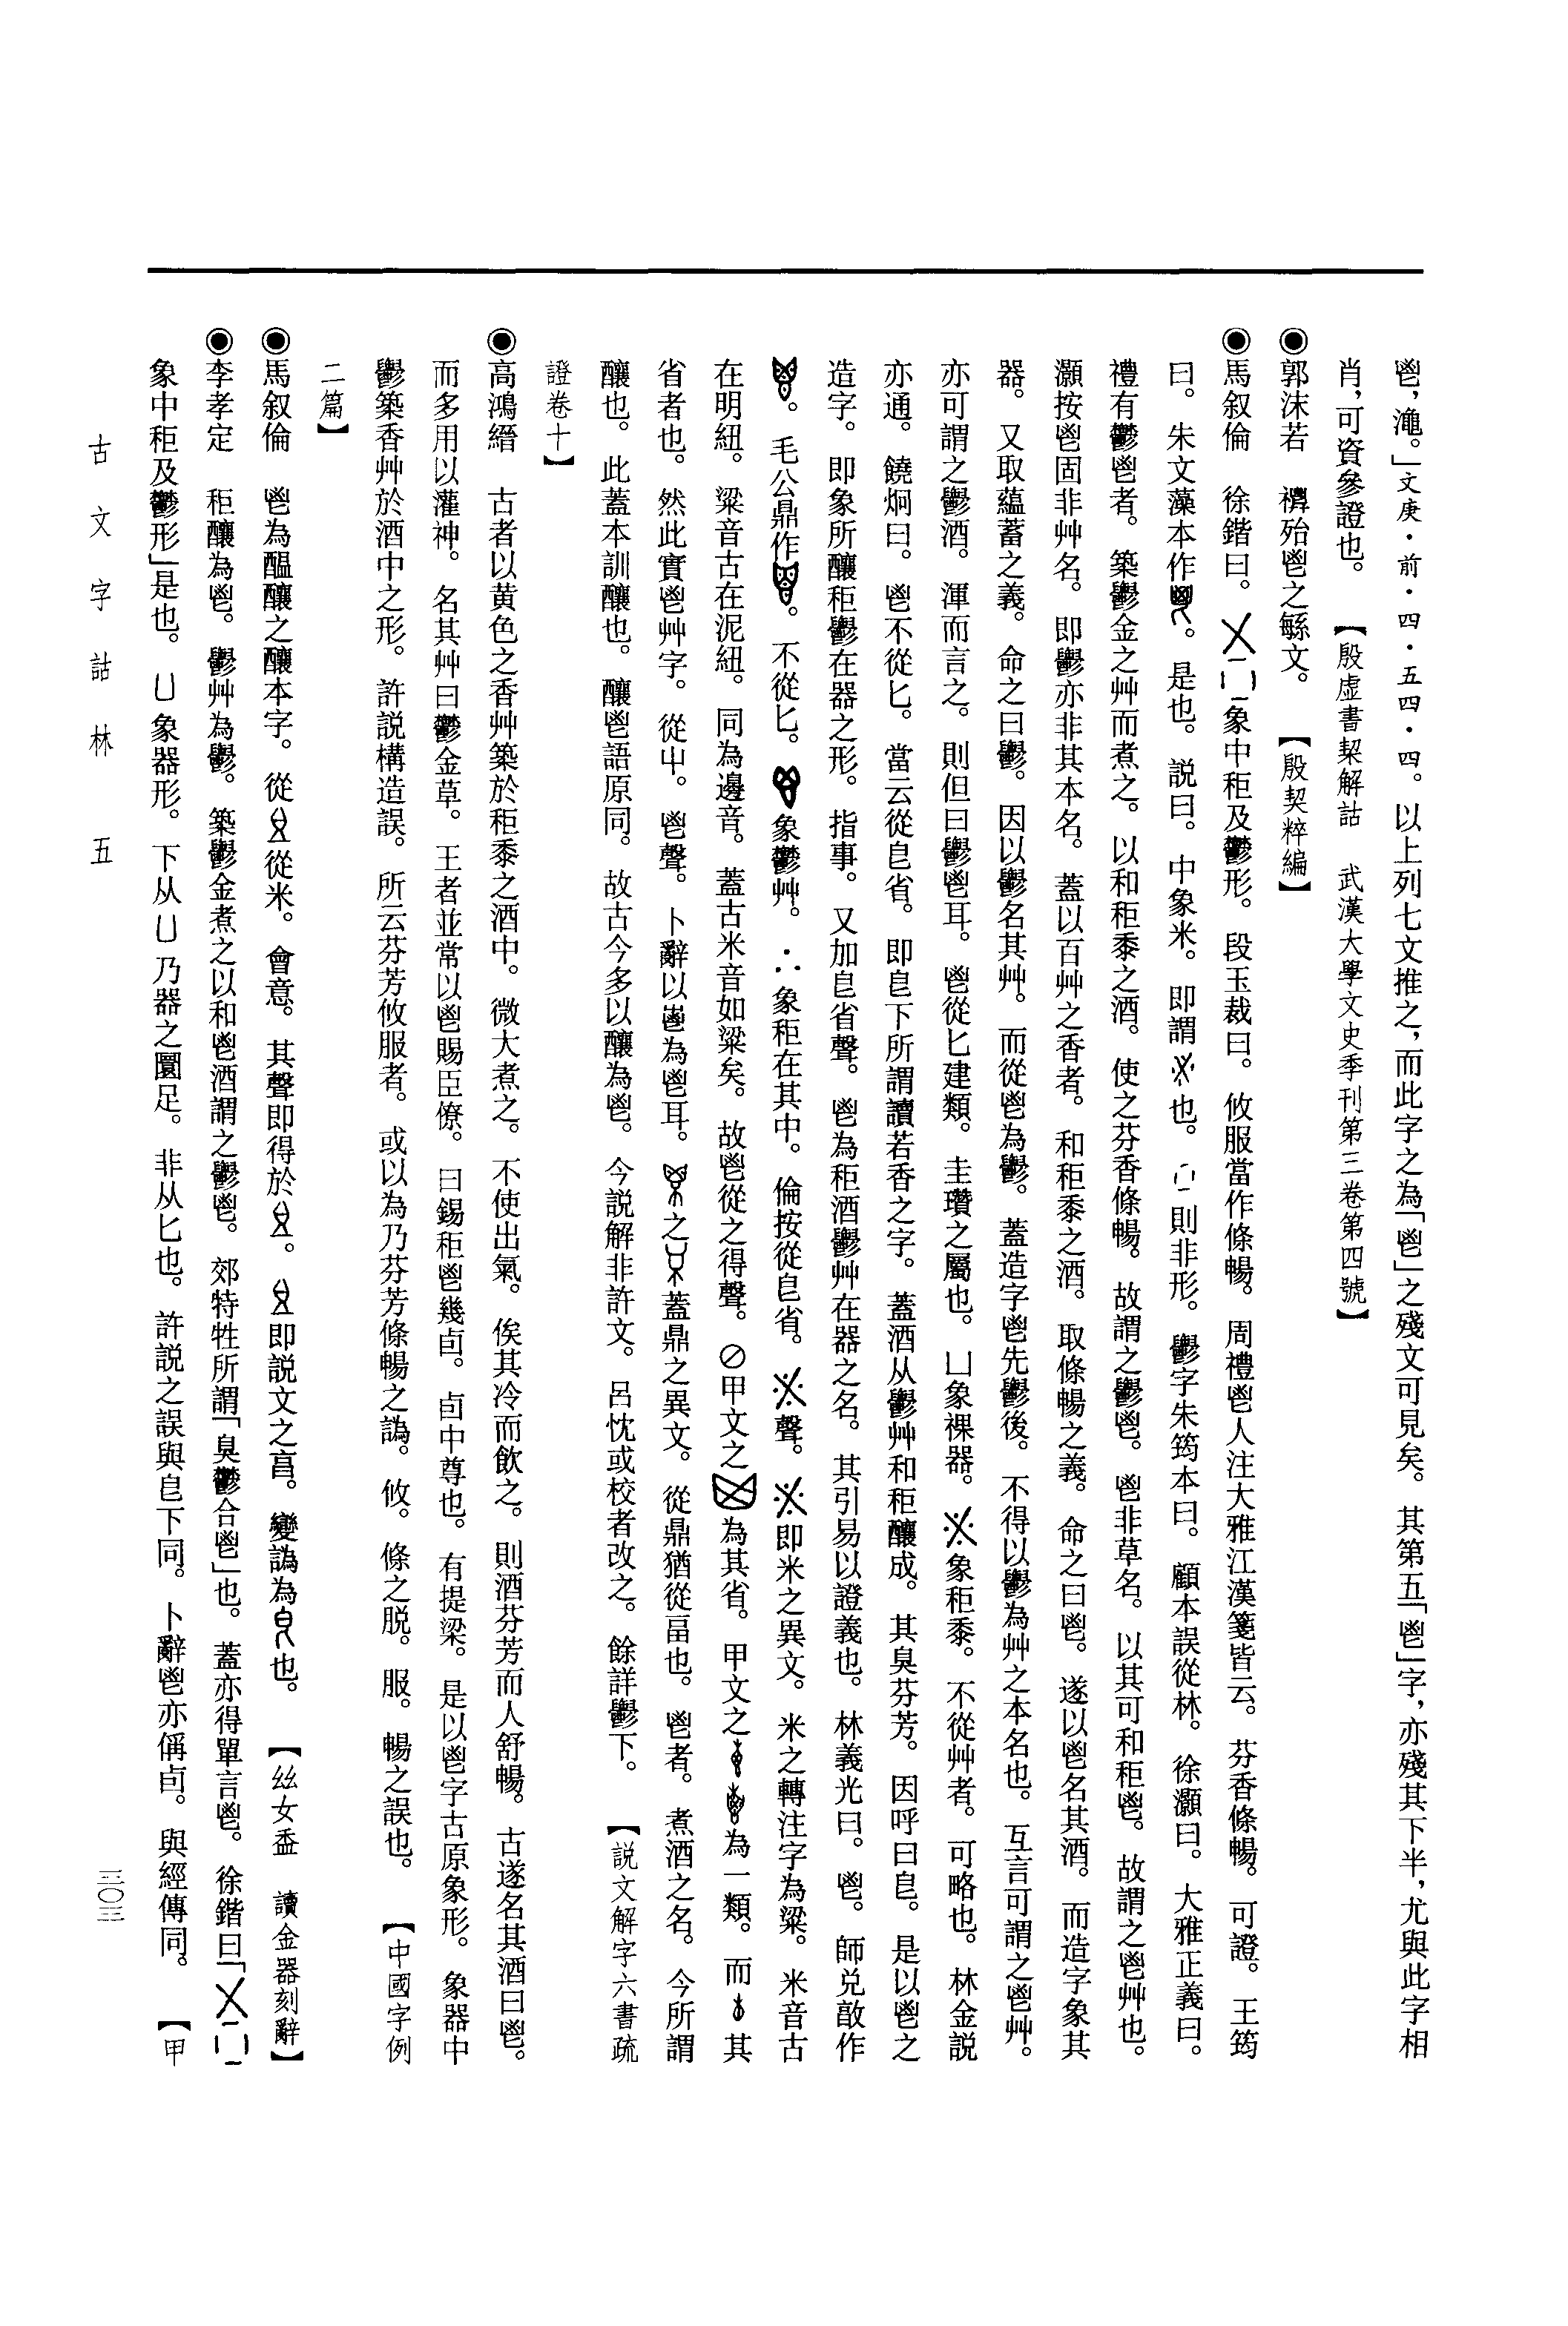 鬯，滝。」文庚·前·四·五四·四。以上列七文推之，而此字之為「鬯」之殘文可見矣。其第五「鬯」字，亦殘其下半，尤與此字相
肖，可資參證也。【殷虛書契解詁 武漢大學文史季刊第三卷第四號】
◉郭沫若 殆鬯之緐文。【殷契粹編】
◉馬叙倫 徐鍇曰。象中秬及鬱形。段玉裁曰。攸服當作條暢。周禮鬯人注大雅江漢箋皆云。芬香條暢。可證。王筠
曰。朱文藻本作。是也。説曰。中象米。即謂也。則非形。鬱字朱筠本曰。顧本誤從林。徐灝曰。大雅正義曰。
禮有鬱鬯者。築鬱金之艸而煮之。以和秬黍之酒。使之芬香條暢。故謂之鬱鬯。鬯非草名。以其可和秬鬯。故謂之鬯艸也。
灝按鬯固非艸名。即鬱亦非其本名。蓋以百艸之香者。和秬黍之酒。取條暢之義。命之曰鬯。遂以鬯名其酒。而造字象其
器。又取蘊蓄之義。命之曰鬱。因以鬱名其艸。而從鬯為鬱。蓋造字鬯先鬱後。不得以鬱為艸之本名也。互言可謂之鬯艸。
亦可謂之鬱酒。渾而言之。則但曰鬱鬯耳。鬯從匕建類。圭瓚之屬也。凵象祼器。※象秬黍。不從艸者。可略也。林金説
亦通。饒炯曰。鬯不從匕。當云從皀省。即皀下所謂讀若香之字。蓋酒从鬱艸和秬釀成。其臭芬芳。因呼曰皀。是以鬯之
造字。即象所釀秬鬱在器之形。指事。又加皀省聲。鬯為秬酒鬱艸在器之名。其引易以證義也。林義光曰。鬯。師兑敦作
。毛公鼎作。不從匕。象鬱艸。∴象秬在其中。倫按從皀省。※聲。※即米之異文。米之轉注字為粱。米音古
在明紐。粱音古在泥紐。同為邊音。蓋古米音如粱矣。故鬯從之得聲。⊘甲文之為其省。甲文之為一類。而其
省者也。然此實鬯艸字。從屮。鬯聲。卜辭以為鬯耳。之蓋鼎之異文。從鼎猶從畐也。鬯者。煮酒之名。今所謂
釀也。此蓋本訓釀也。釀鬯語原同。故古今多以釀為鬯。今説解非許文。呂忱或校者改之。餘詳鬱下。【説文解字六書疏
證卷十】
◉高鴻縉 古者以黄色之香艸築於秬黍之酒中。微大煮之。不使出氣。俟其冷而飲之。則酒芬芳而人舒暢。古遂名其酒曰鬯。
而多用以灌神。名其艸曰鬱金草。王者並常以鬯賜臣僚。曰錫秬鬯幾卣。卣中尊也。有提梁。是以鬯字古原象形。象器中
鬱築香艸於酒中之形。許説構造誤。所云芬芳攸服者。或以為乃芬芳條暢之譌。攸。條之脱。服。暢之誤也。【中國字例
二篇】
◉馬叙倫 鬯為醖釀之釀本字。從從米。會意。其聲即得於。即説文之亯。變譌為也。【丝女盉 讀金器刻辭】
◉李孝定 秬釀為鬯。鬱艸為鬱。築鬱金煮之以和鬯酒謂之鬱鬯。郊特牲所謂「臭鬱合鬯」也。蓋亦得單言鬯。徐鍇曰「
象中秬及鬱形」是也。凵象器形。下从凵乃器之圜足。非从匕也。許説之誤與皀下同。卜辭鬯亦偁卣。與經傳同。【甲
古文字詁林 五
三〇三